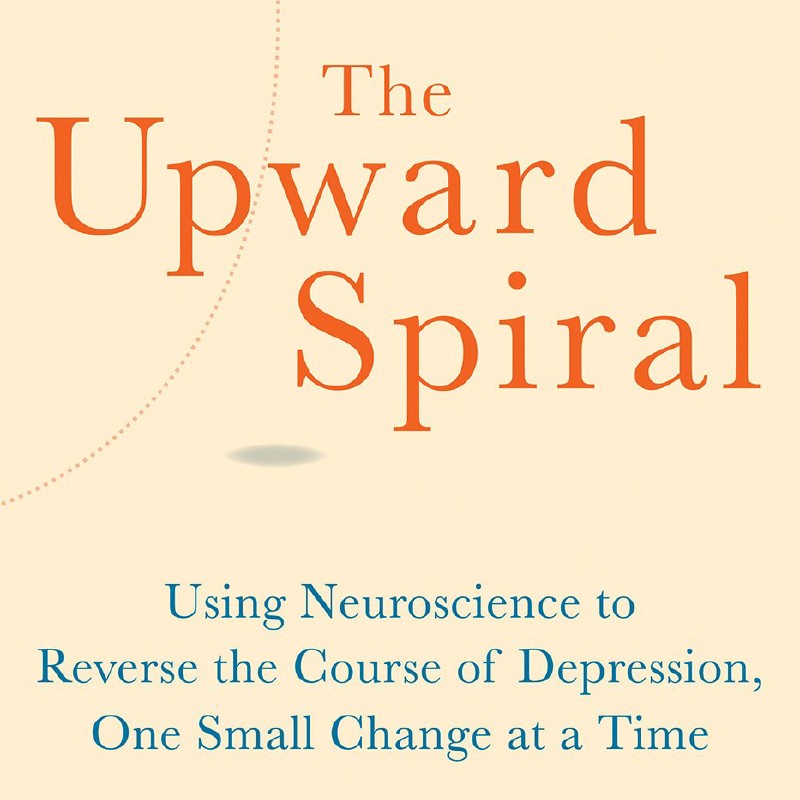 The
Upward
Spiral
Using Neuroscience to
Reverse the Course of Depression,
One Small Change at a Time